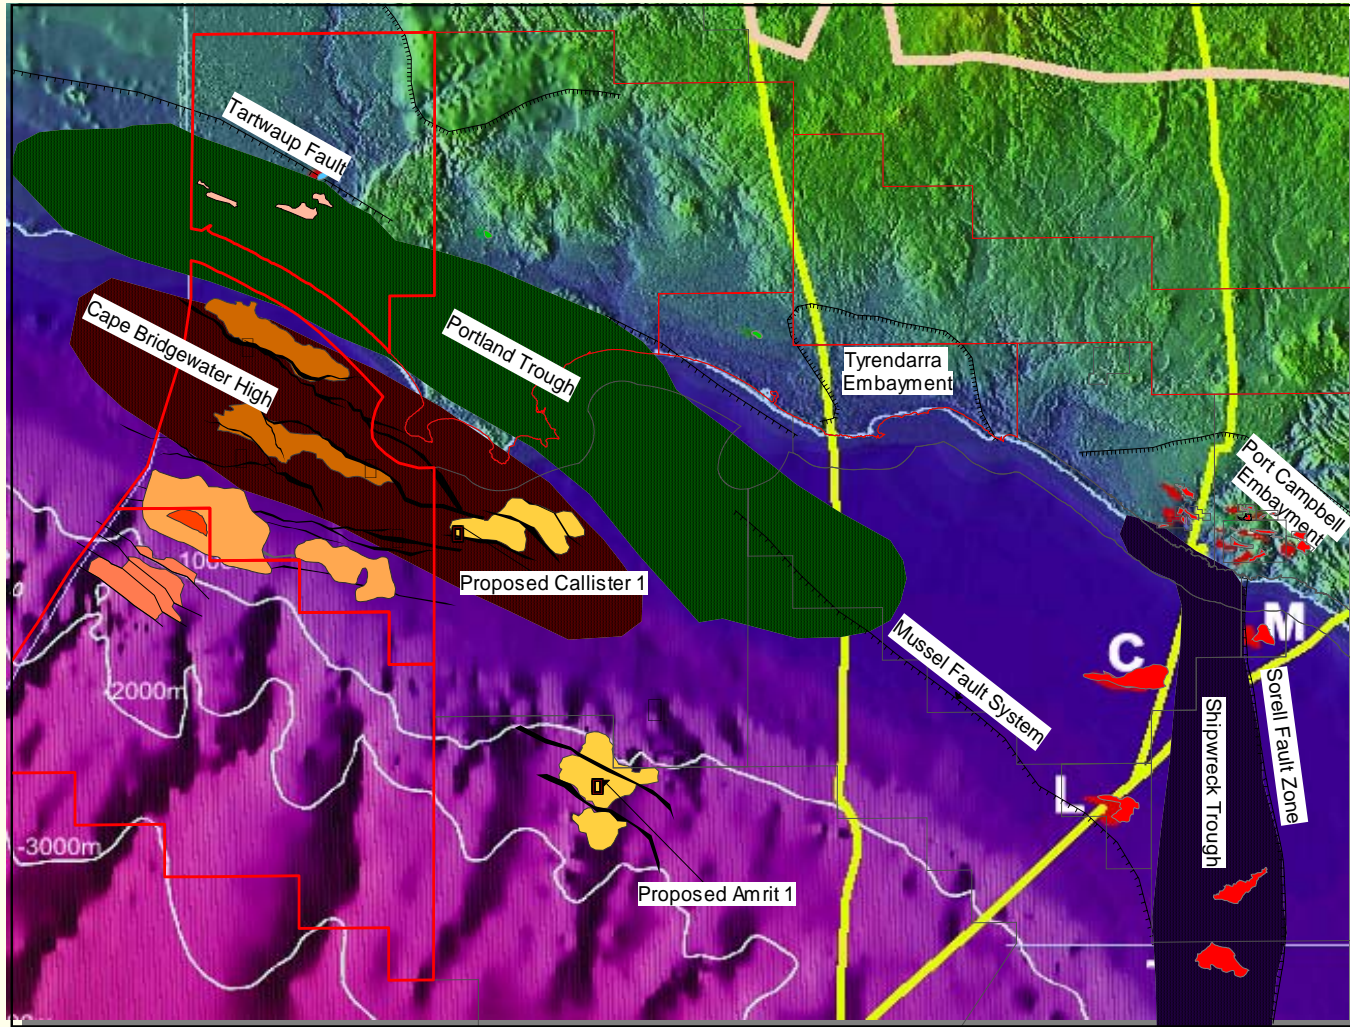 Tartwaup Fault
Cape Bridgewater High
Portland Trough
Tyrendarra
Embayment
Port Campbell
Embayment
Proposed Callister 1
Mussel Fault System
C
M
L
Sorell Fault Zone
Shipwreck Trough
-2000m
-3000m
Proposed Amrit 1